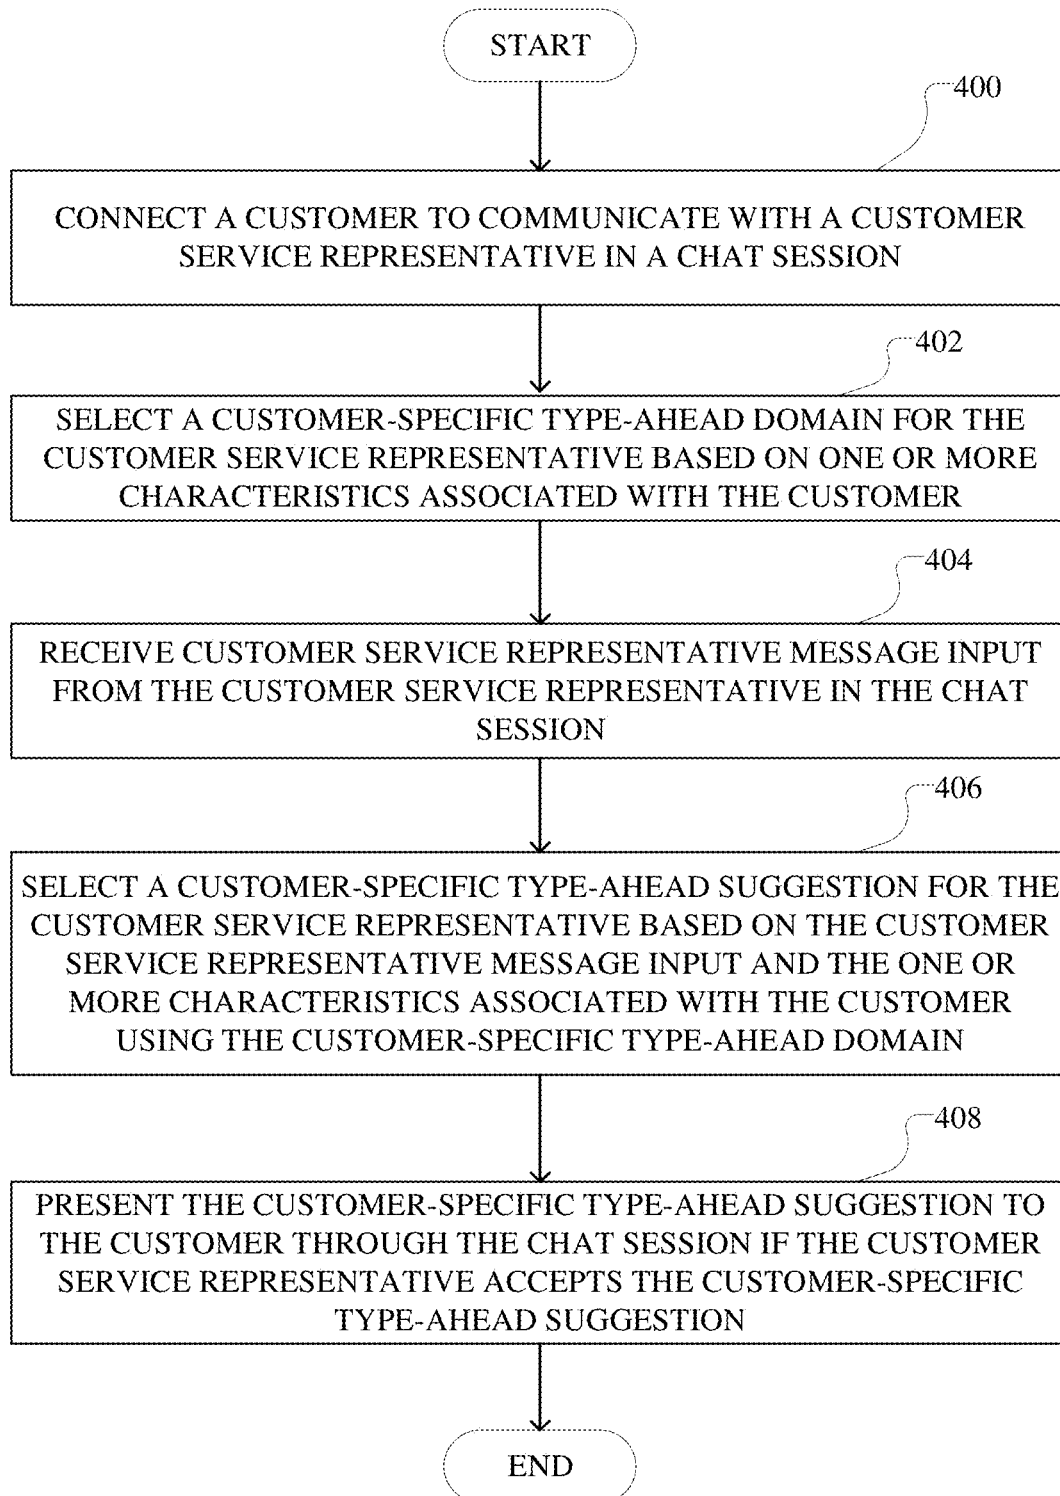 START
400
CONNECT A CUSTOMER TO COMMUNICATE WITH A CUSTOMER
SERVICE REPRESENTATIVE IN A CHAT SESSION
402
SELECT A CUSTOMER-SPECIFIC TYPE-AHEAD DOMAIN FOR THE
CUSTOMER SERVICE REPRESENTATIVE BASED ON ONE OR MORE
CHARACTERISTICS ASSOCIATED WITH THE CUSTOMER
404
RECEIVE CUSTOMER SERVICE REPRESENTATIVE MESSAGE INPUT
FROM THE CUSTOMER SERVICE REPRESENTATIVE IN THE CHAT
SESSION
406
SELECT A CUSTOMER-SPECIFIC TYPE-AHEAD SUGGESTION FOR THE
CUSTOMER SERVICE REPRESENTATIVE BASED ON THE CUSTOMER
SERVICE REPRESENTATIVE MESSAGE INPUT AND THE ONE OR
MORE CHARACTERISTICS ASSOCIATED WITH THE CUSTOMER
USING THE CUSTOMER-SPECIFIC TYPE-AHEAD DOMAIN
408
PRESENT THE CUSTOMER-SPECIFIC TYPE-AHEAD SUGGESTION TO
THE CUSTOMER THROUGH THE CHAT SESSION IF THE CUSTOMER
SERVICE REPRESENTATIVE ACCEPTS THE CUSTOMER-SPECIFIC
TYPE-AHEAD SUGGESTION
END